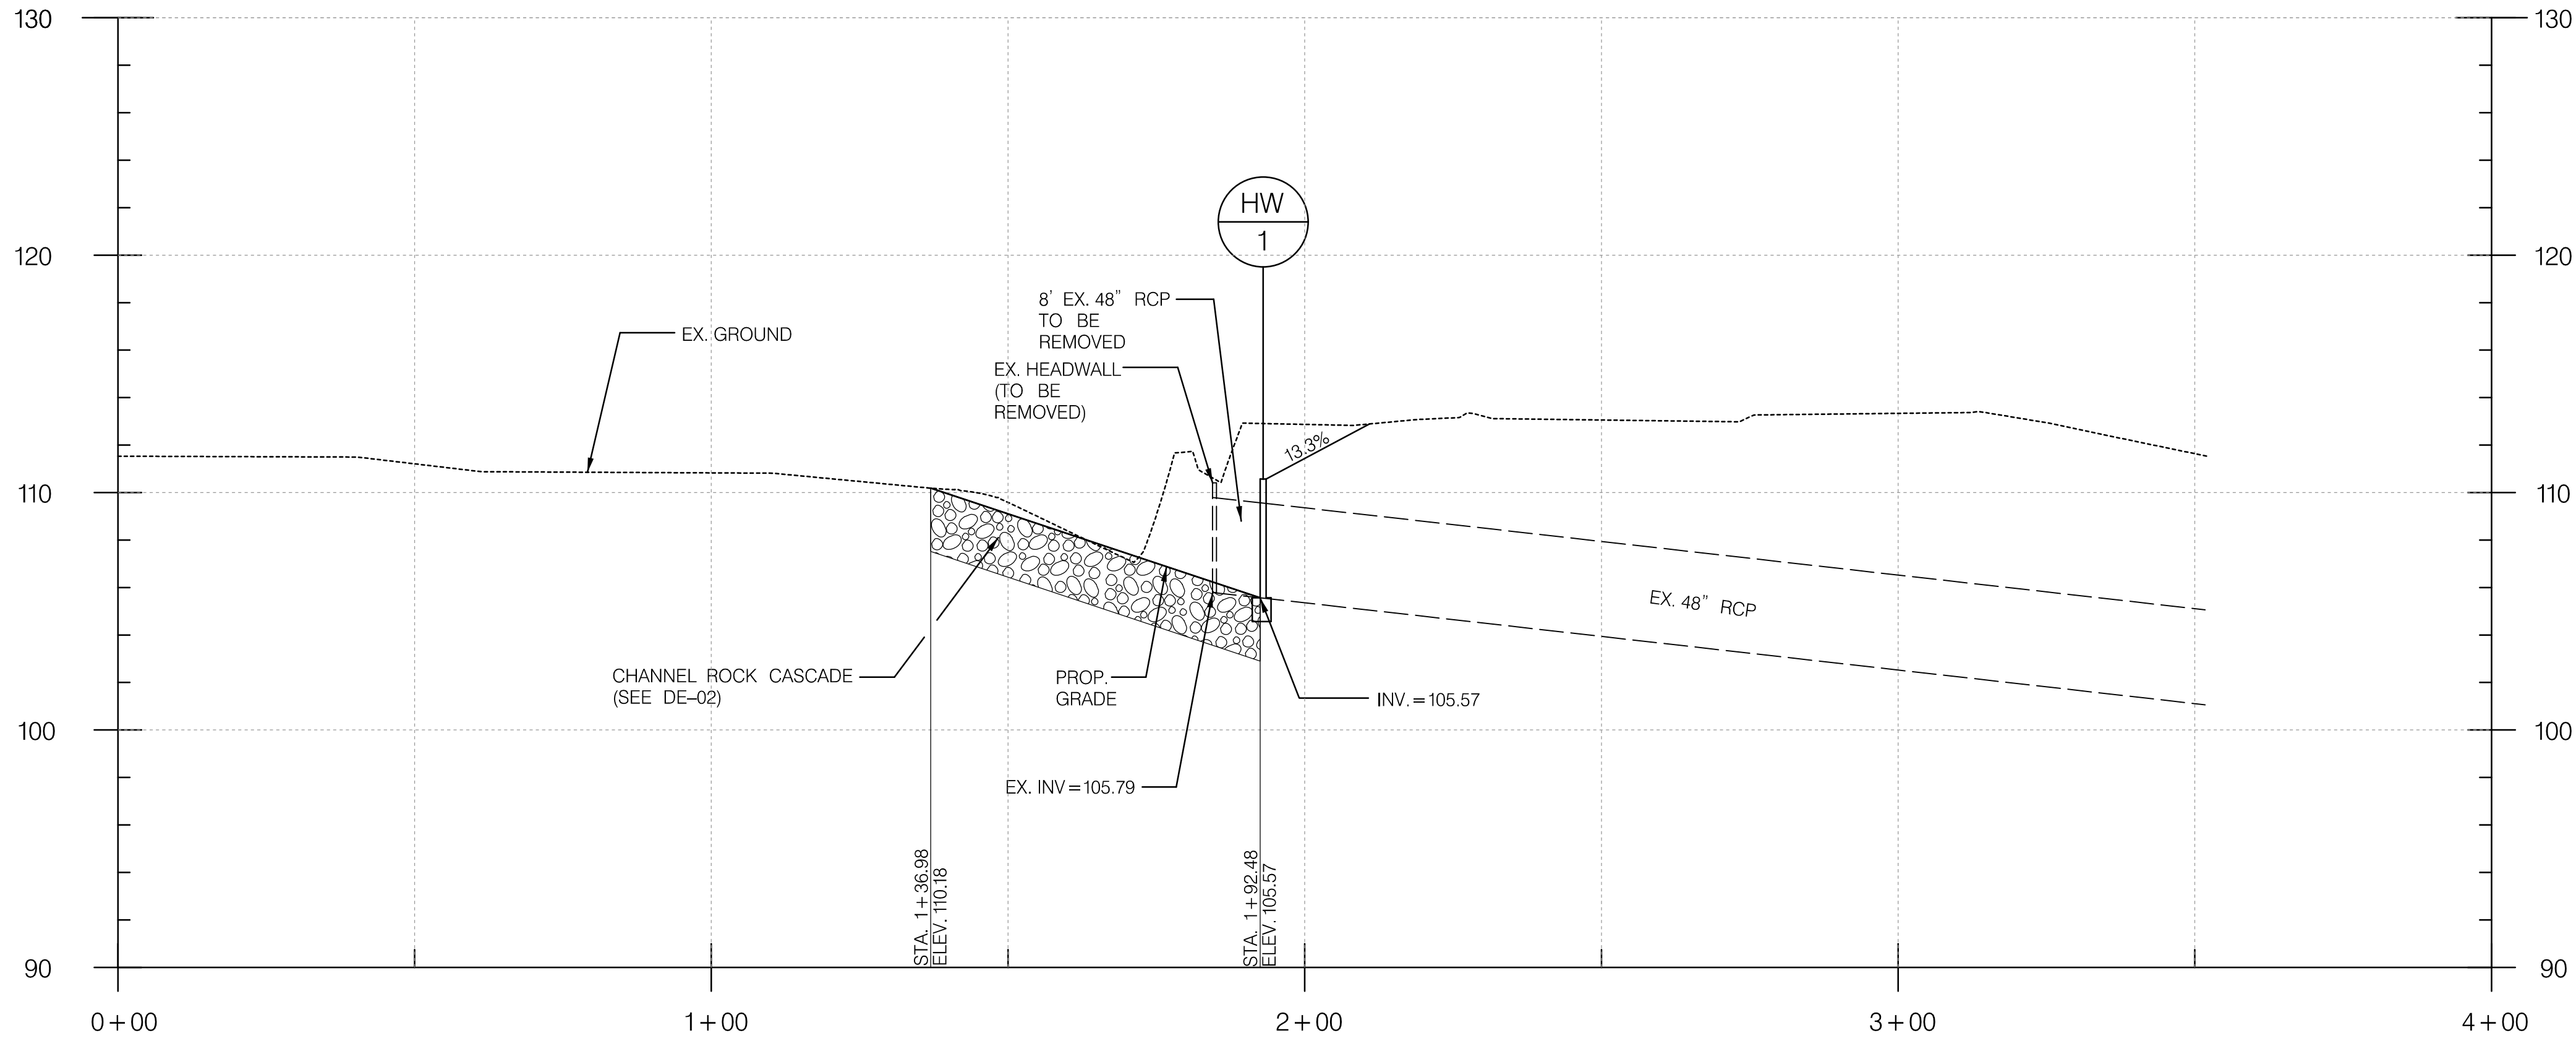 130
130
HW
1
120
120
8' EX. 48" RCP
TO BE
REMOVED
EX. GROUND
EX. HEADWALL
(TO BE
REMOVED)
13.3%
110
110
EX. 48" RCP
CHANNEL ROCK CASCADE
(SEE DE–02)
PROP.
GRADE
INV.=105.57
100
100
EX. INV=105.79
STA. 1+36.98
ELEV. 110.18
STA. 1+92.48
ELEV. 105.57
90
90
0+00
1+00
2+00
3+00
4+00